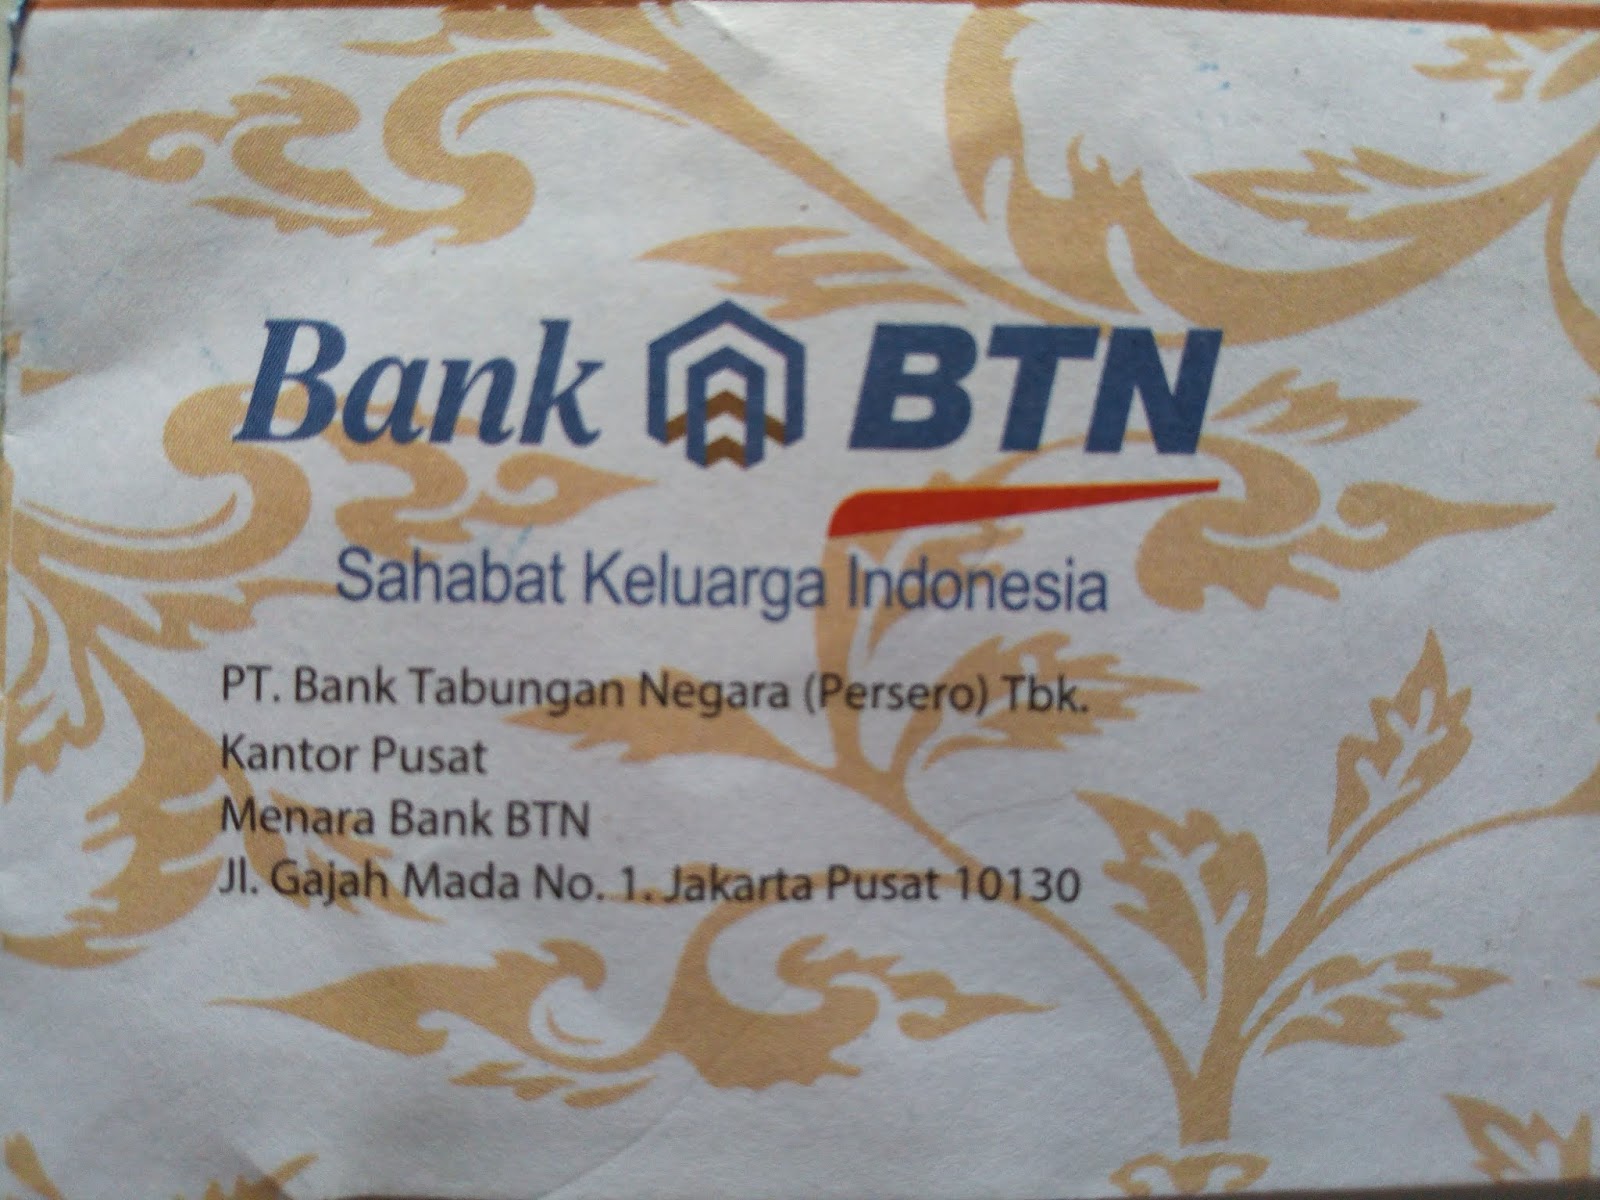 Bank BTN
Sahabat Keluarga Indonesia
PT. Bank Tabungan Negara (Persero) Tbk.
Kantor Pusat
Menara Bank BTN
Jl. Gajah Mada No. 1. Jakarta Pusat 10130